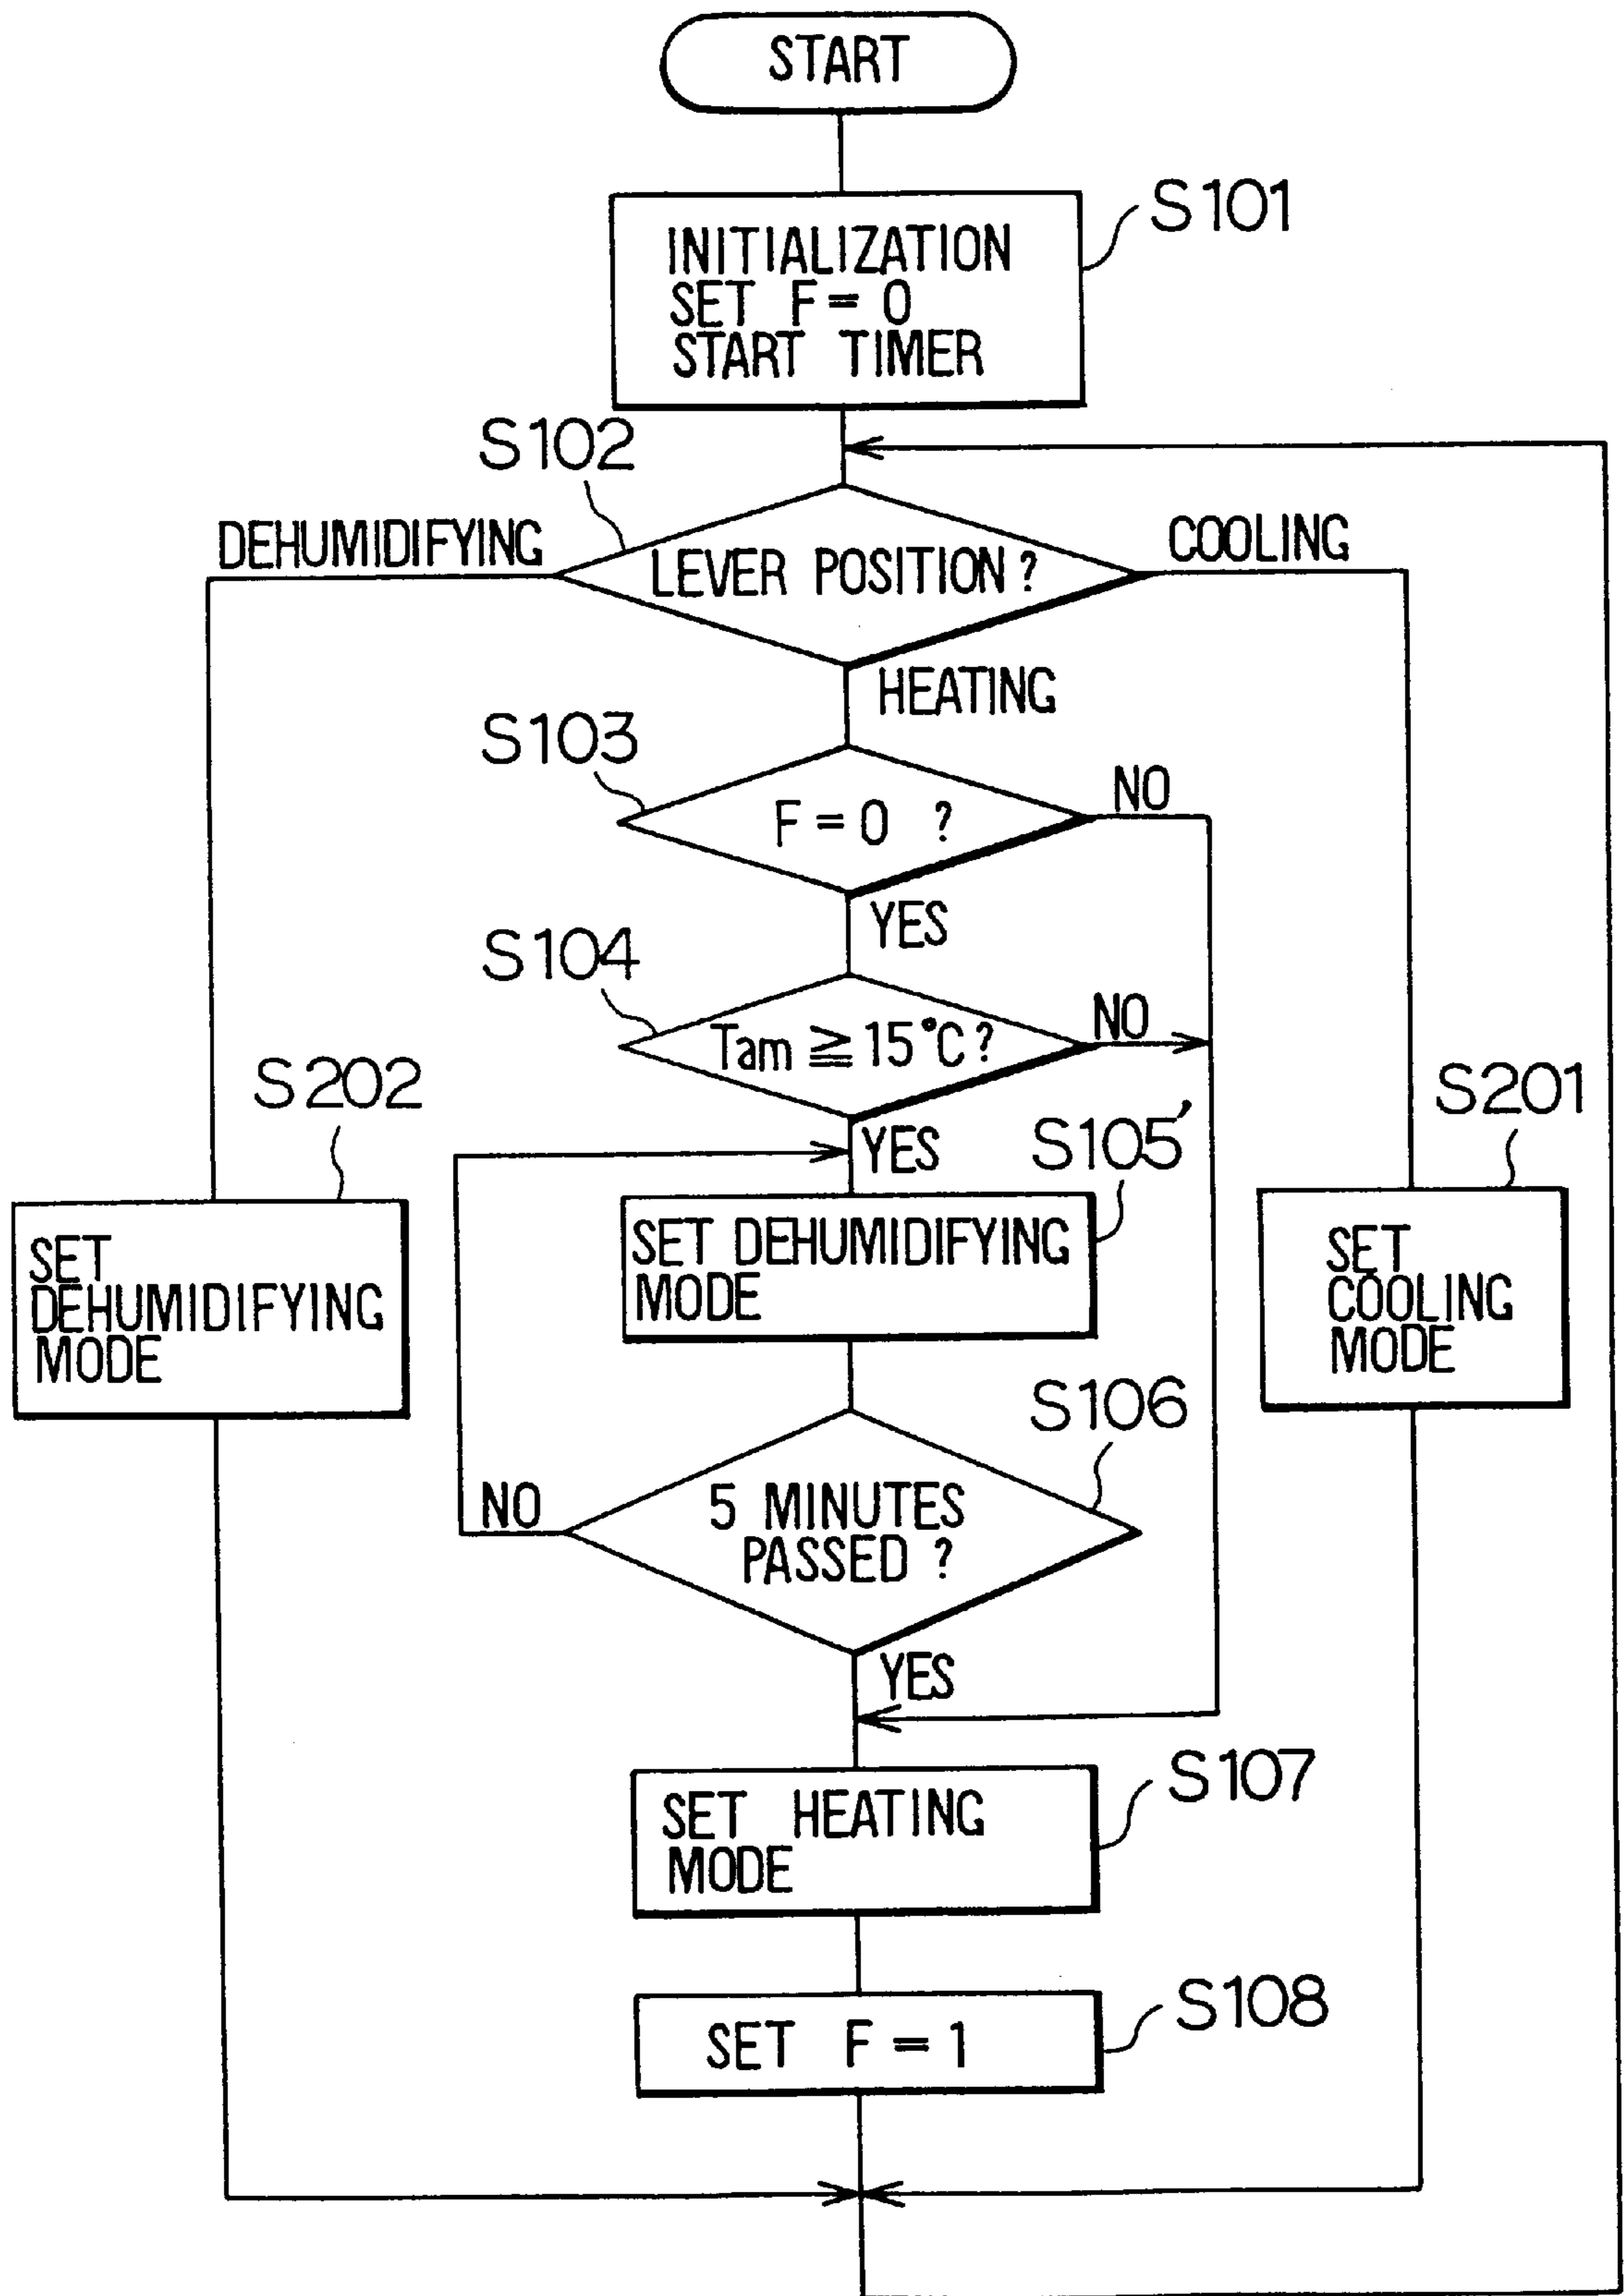 START
S101
INITIALIZATION
SET F = 0
START TIMER
S102
DEHUMIDIFYING
LEVER POSITION ?
COOLING
HEATING
S103
F = 0 ?
NO
YES
S104
Tam ≧ 15°C ?
NO
YES
S202
S105'
S201
SET
DEHUMIDIFYING
MODE
SET DEHUMIDIFYING
MODE
SET
COOLING
MODE
S106
5 MINUTES
PASSED ?
NO
YES
S107
SET HEATING
MODE
S108
SET F = 1